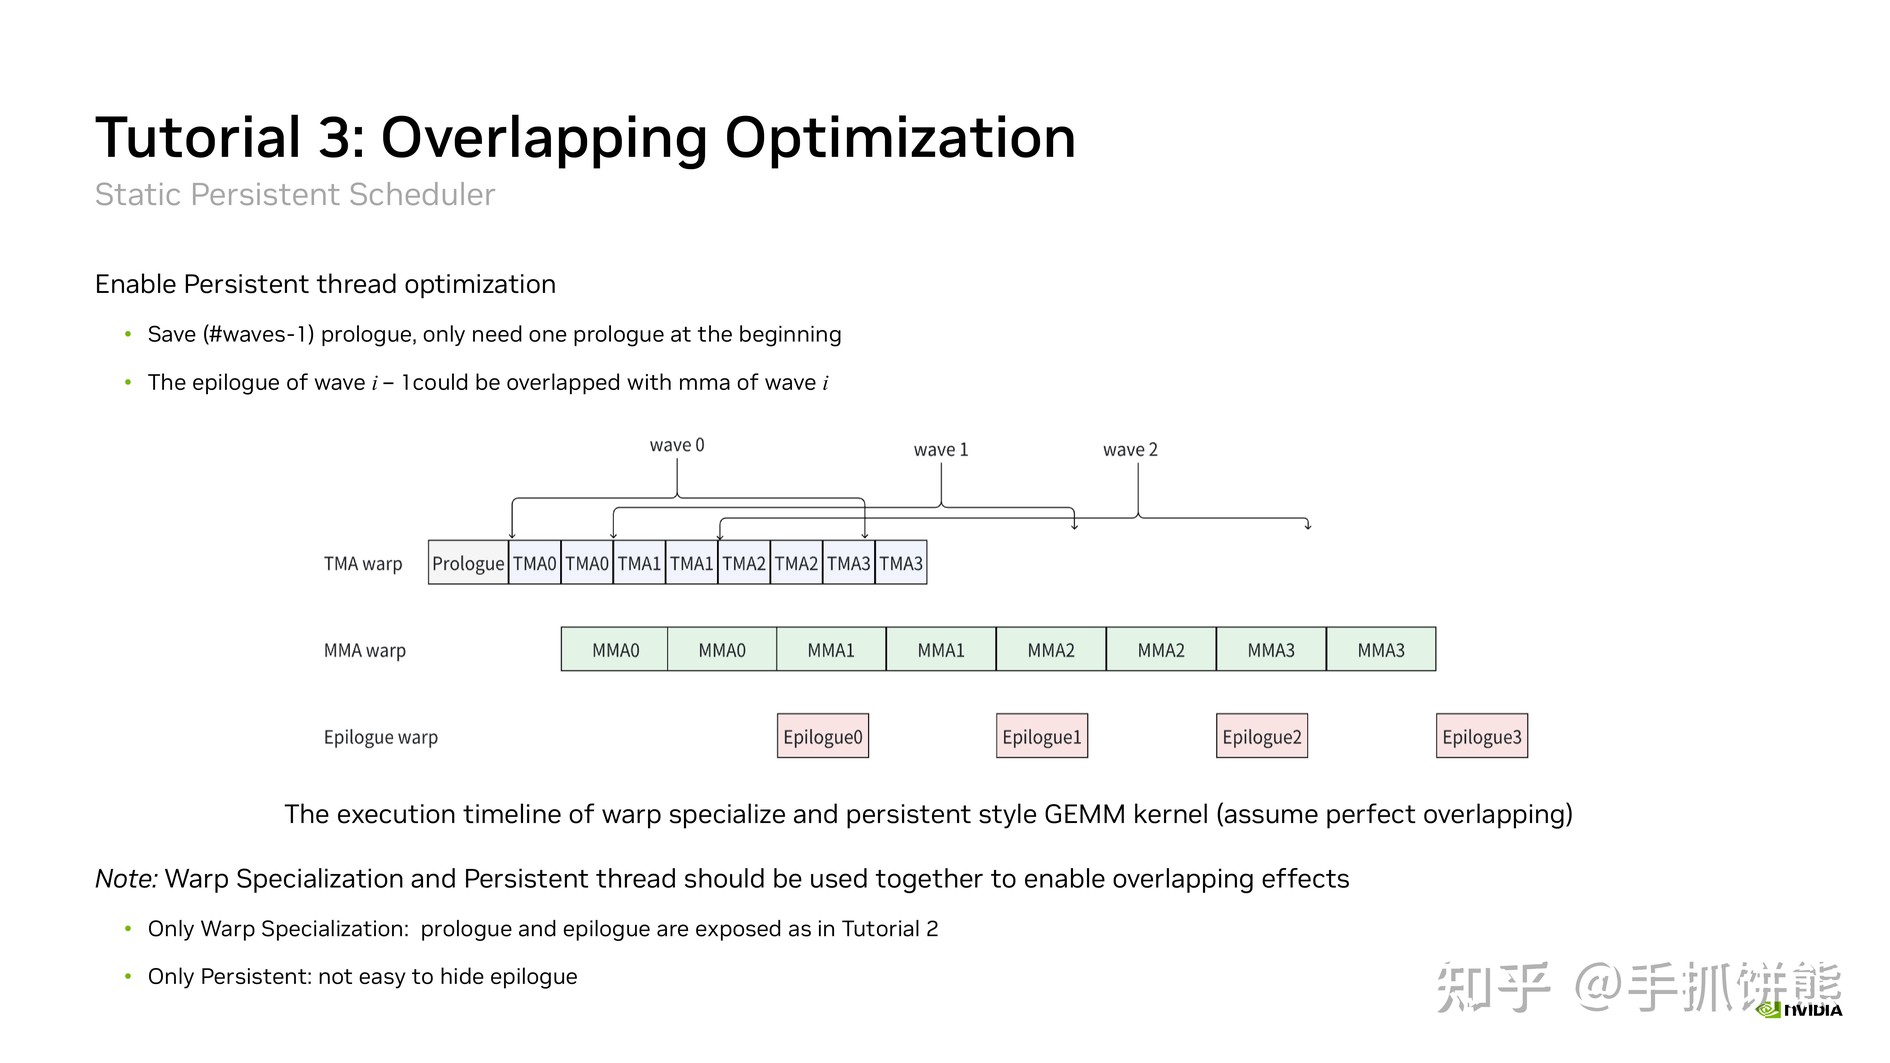 Tutorial 3: Overlapping Optimization
Static Persistent Scheduler
Enable Persistent thread optimization
• Save (#waves-1) prologue, only need one prologue at the beginning
• The epilogue of wave i – 1could be overlapped with mma of wave i
wave 0
wave 1
wave 2
TMA warp Prologue TMA0 TMA0 TMA1 TMA1 TMA2 TMA2 TMA3 TMA3
MMA warp MMA0 MMA0 MMA1 MMA1 MMA2 MMA2 MMA3 MMA3
Epilogue warp Epilogue0 Epilogue1 Epilogue2 Epilogue3
The execution timeline of warp specialize and persistent style GEMM kernel (assume perfect overlapping)
Note: Warp Specialization and Persistent thread should be used together to enable overlapping effects
• Only Warp Specialization: prologue and epilogue are exposed as in Tutorial 2
• Only Persistent: not easy to hide epilogue
知乎 @手抓饼熊
NVIDIA